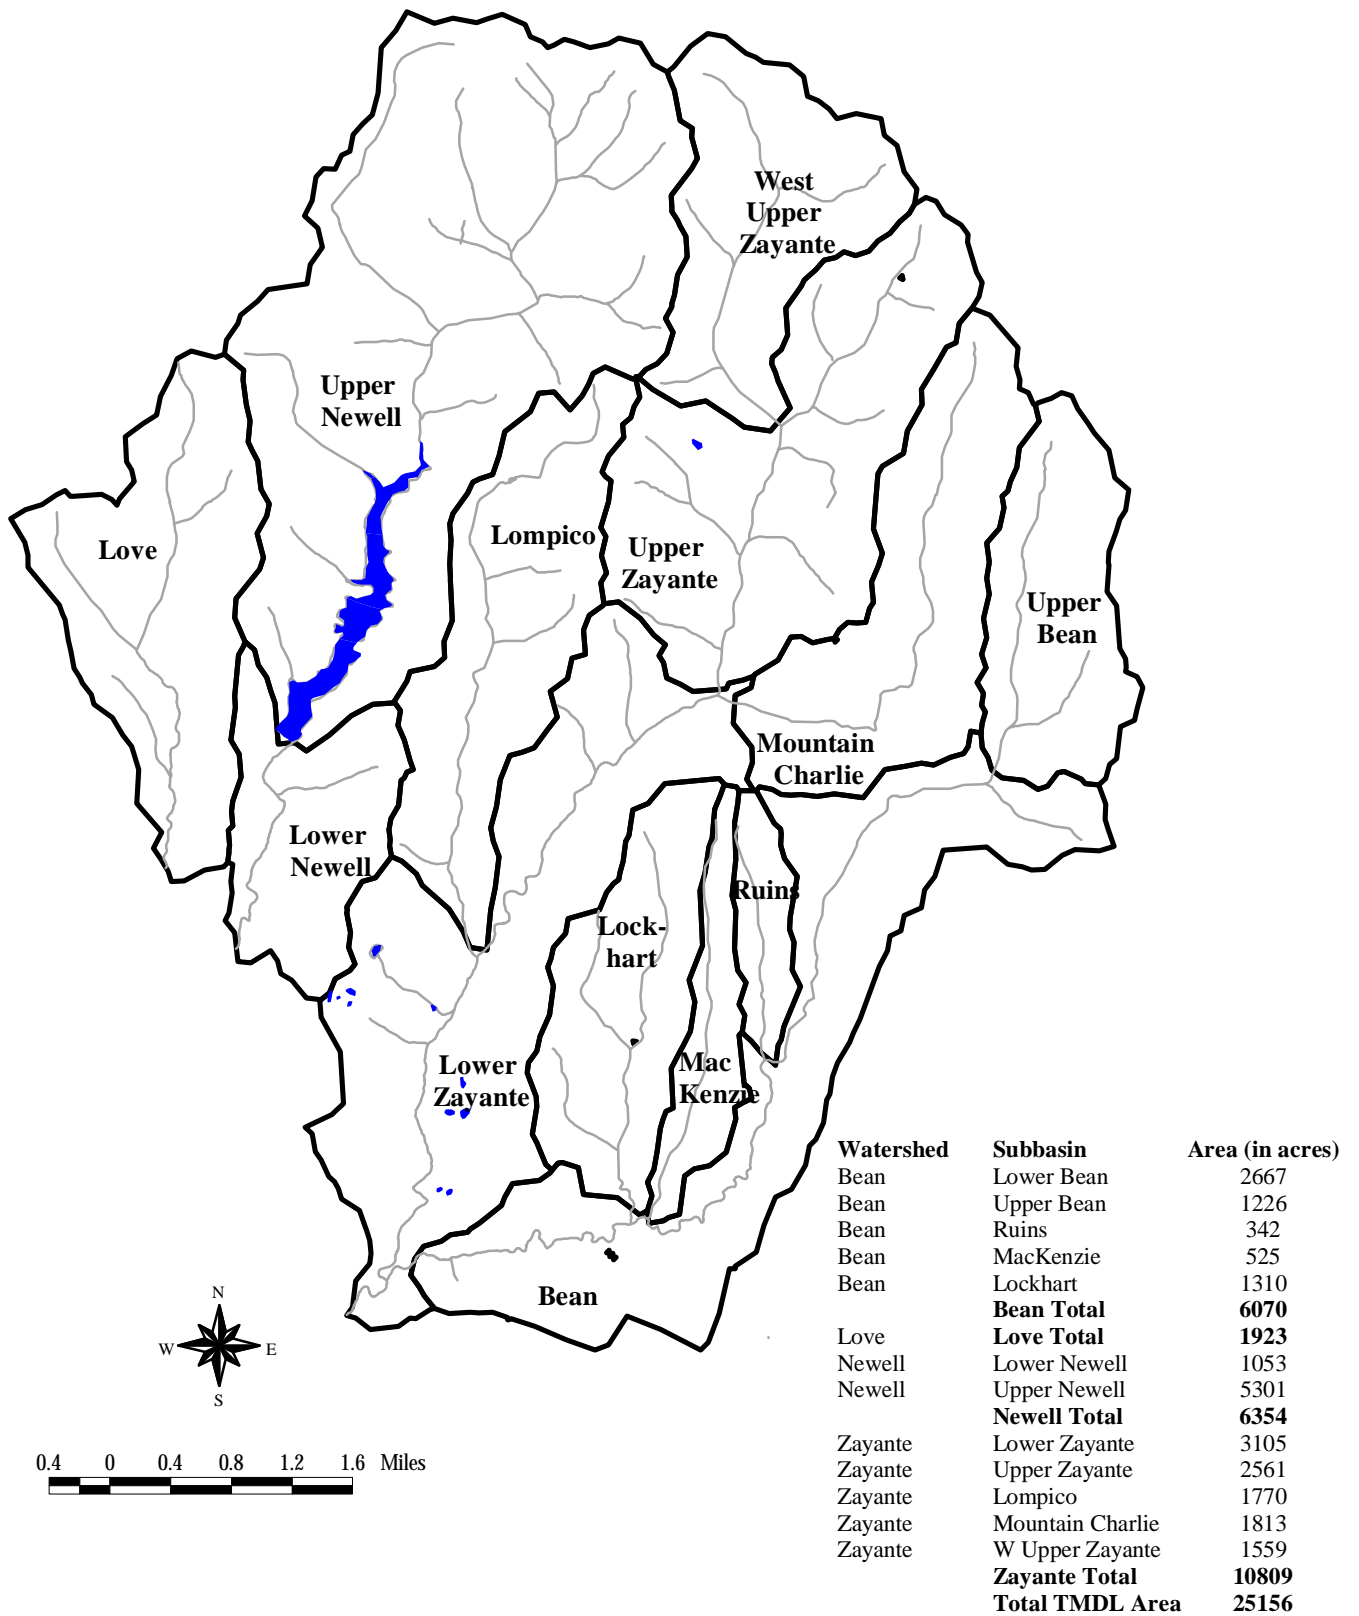 West
Upper
Zayante
Upper
Newell
Love
Lompico
Upper
Zayante
Upper
Bean
Mountain
Charlie
Lower
Newell
Ruins
Lock-
hart
Lower
Zayante
Mac
Kenzie
Bean
N
W E
S
0.4 0 0.4 0.8 1.2 1.6 Miles
Watershed Subbasin Area (in acres)
Bean Lower Bean 2667
Bean Upper Bean 1226
Bean Ruins 342
Bean MacKenzie 525
Bean Lockhart 1310
Bean Total 6070
Love Love Total 1923
Newell Lower Newell 1053
Newell Upper Newell 5301
Newell Total 6354
Zayante Lower Zayante 3105
Zayante Upper Zayante 2561
Zayante Lompico 1770
Zayante Mountain Charlie 1813
Zayante W Upper Zayante 1559
Zayante Total 10809
Total TMDL Area 25156